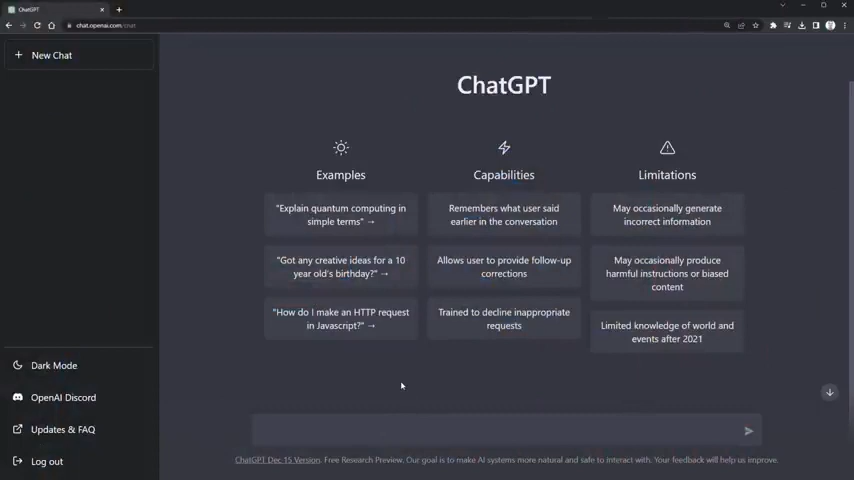 ChatGPT
chat.openai.com/chat
New Chat
ChatGPT
Examples
"Explain quantum computing in
simple terms" →
"Got any creative ideas for a 10
year old's birthday?" →
"How do I make an HTTP request
in Javascript?" →
Capabilities
Remembers what user said
earlier in the conversation
Allows user to provide follow-up
corrections
Trained to decline inappropriate
requests
Limitations
May occasionally generate
incorrect information
May occasionally produce
harmful instructions or biased
content
Limited knowledge of world and
events after 2021
Dark Mode
OpenAI Discord
Updates & FAQ
Log out
ChatGPT Dec 15 Version. Free Research Preview. Our goal is to make AI systems more natural and safe to interact with. Your feedback will help us improve.